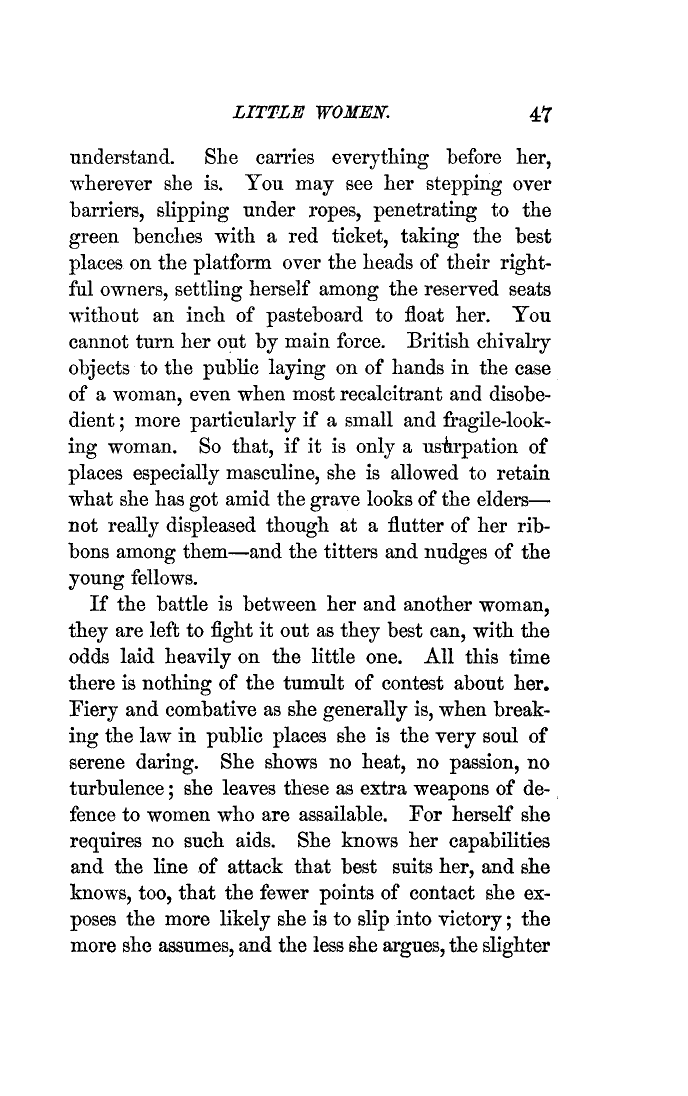 LITTLE WOMEN. 47
understand. She carries everything before her,
wherever she is. You may see her stepping over
barriers, slipping under ropes, penetrating to the
green benches with a red ticket, taking the best
places on the platform over the heads of their right-
ful owners, settling herself among the reserved seats
without an inch of pasteboard to float her. You
cannot turn her out by main force. British chivalry
objects to the public laying on of hands in the case
of a woman, even when most recalcitrant and disobe-
dient; more particularly if a small and fragile-look-
ing woman. So that, if it is only a usurpation of
places especially masculine, she is allowed to retain
what she has got amid the grave looks of the elders—
not really displeased though at a flutter of her rib-
bons among them—and the titters and nudges of the
young fellows.
If the battle is between her and another woman,
they are left to fight it out as they best can, with the
odds laid heavily on the little one. All this time
there is nothing of the tumult of contest about her.
Fiery and combative as she generally is, when break-
ing the law in public places she is the very soul of
serene daring. She shows no heat, no passion, no
turbulence; she leaves these as extra weapons of de-
fence to women who are assailable. For herself she
requires no such aids. She knows her capabilities
and the line of attack that best suits her, and she
knows, too, that the fewer points of contact she ex-
poses the more likely she is to slip into victory; the
more she assumes, and the less she argues, the slighter